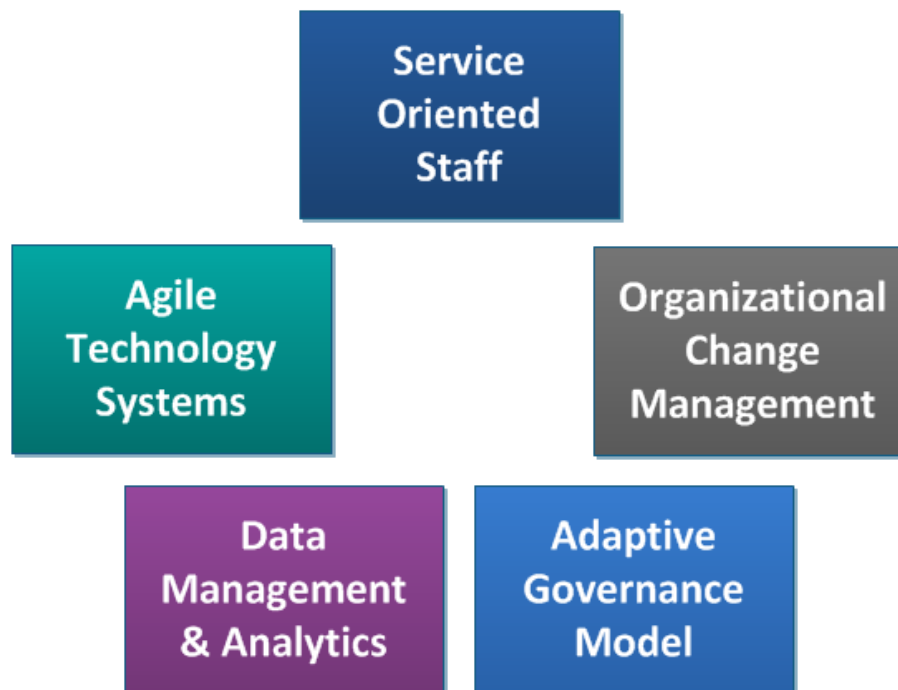 Service
Oriented
Staff
Agile
Technology
Systems
Organizational
Change
Management
Data
Management
& Analytics
Adaptive
Governance
Model